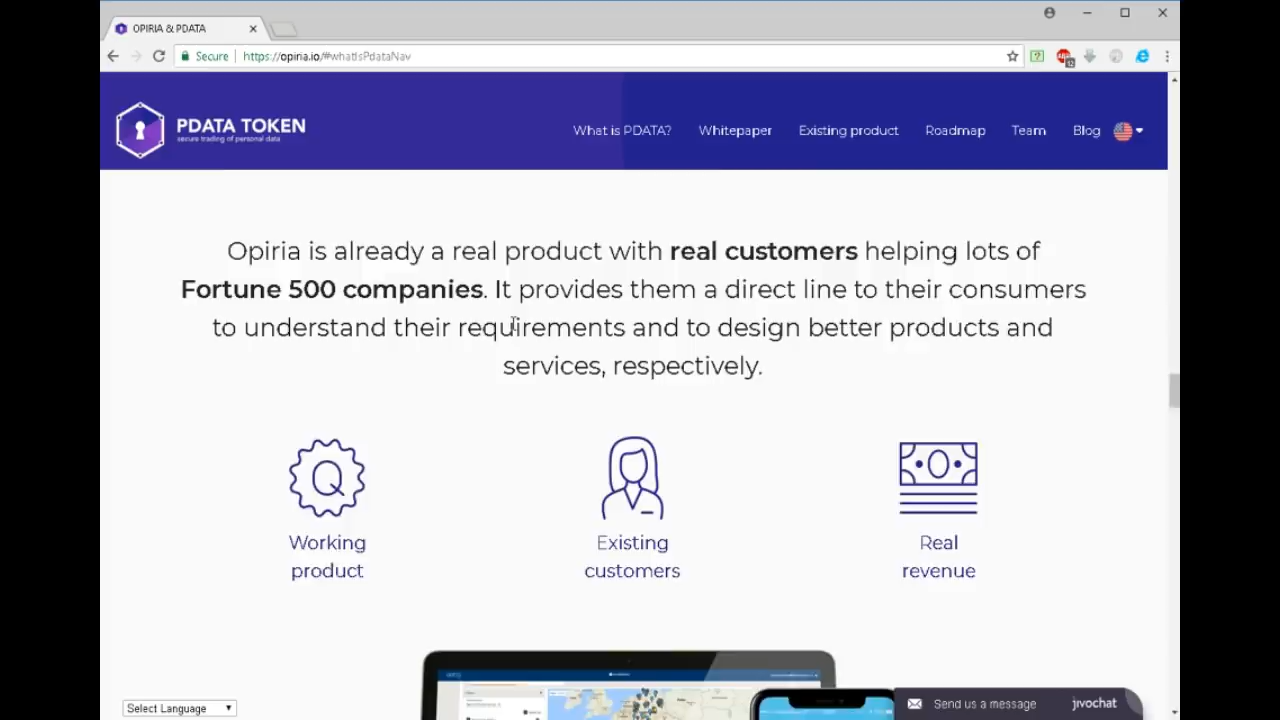 OPIRIA & PDATA
Secure
https://opiria.io/#whatIsPdataNav
12
PDATA TOKEN
secure trading of personal data
What is PDATA?
Whitepaper
Existing product
Roadmap
Team
Blog
Opiria is already a real product with real customers helping lots of
Fortune 500 companies. It provides them a direct line to their consumers
to understand their requirements and to design better products and
services, respectively.
Working
product
Existing
customers
Real
revenue
Select Language
Send us a message
jivochat